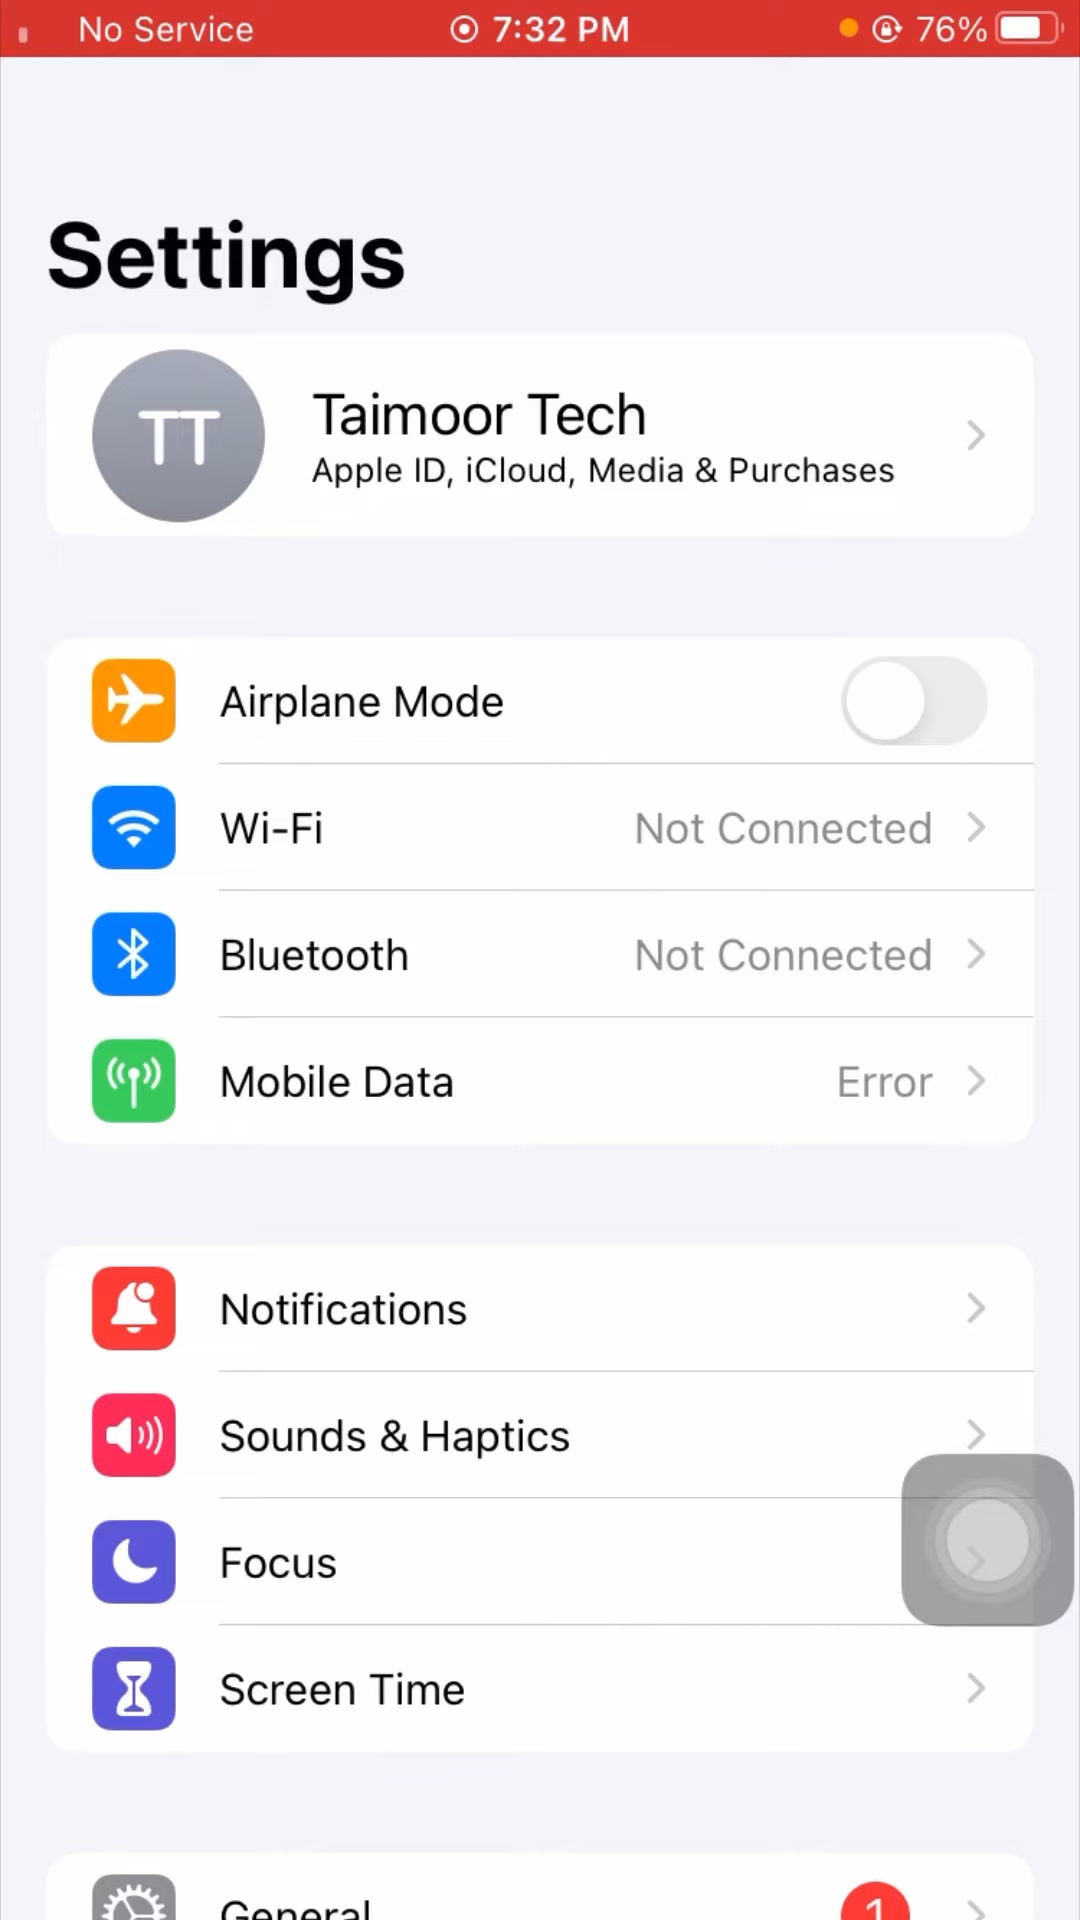 No Service 7:32 PM 76%
Settings
TT
Taimoor Tech
Apple ID, iCloud, Media & Purchases
Airplane Mode
Wi-Fi Not Connected
Bluetooth Not Connected
Mobile Data Error
Notifications
Sounds & Haptics
Focus
Screen Time
General 1